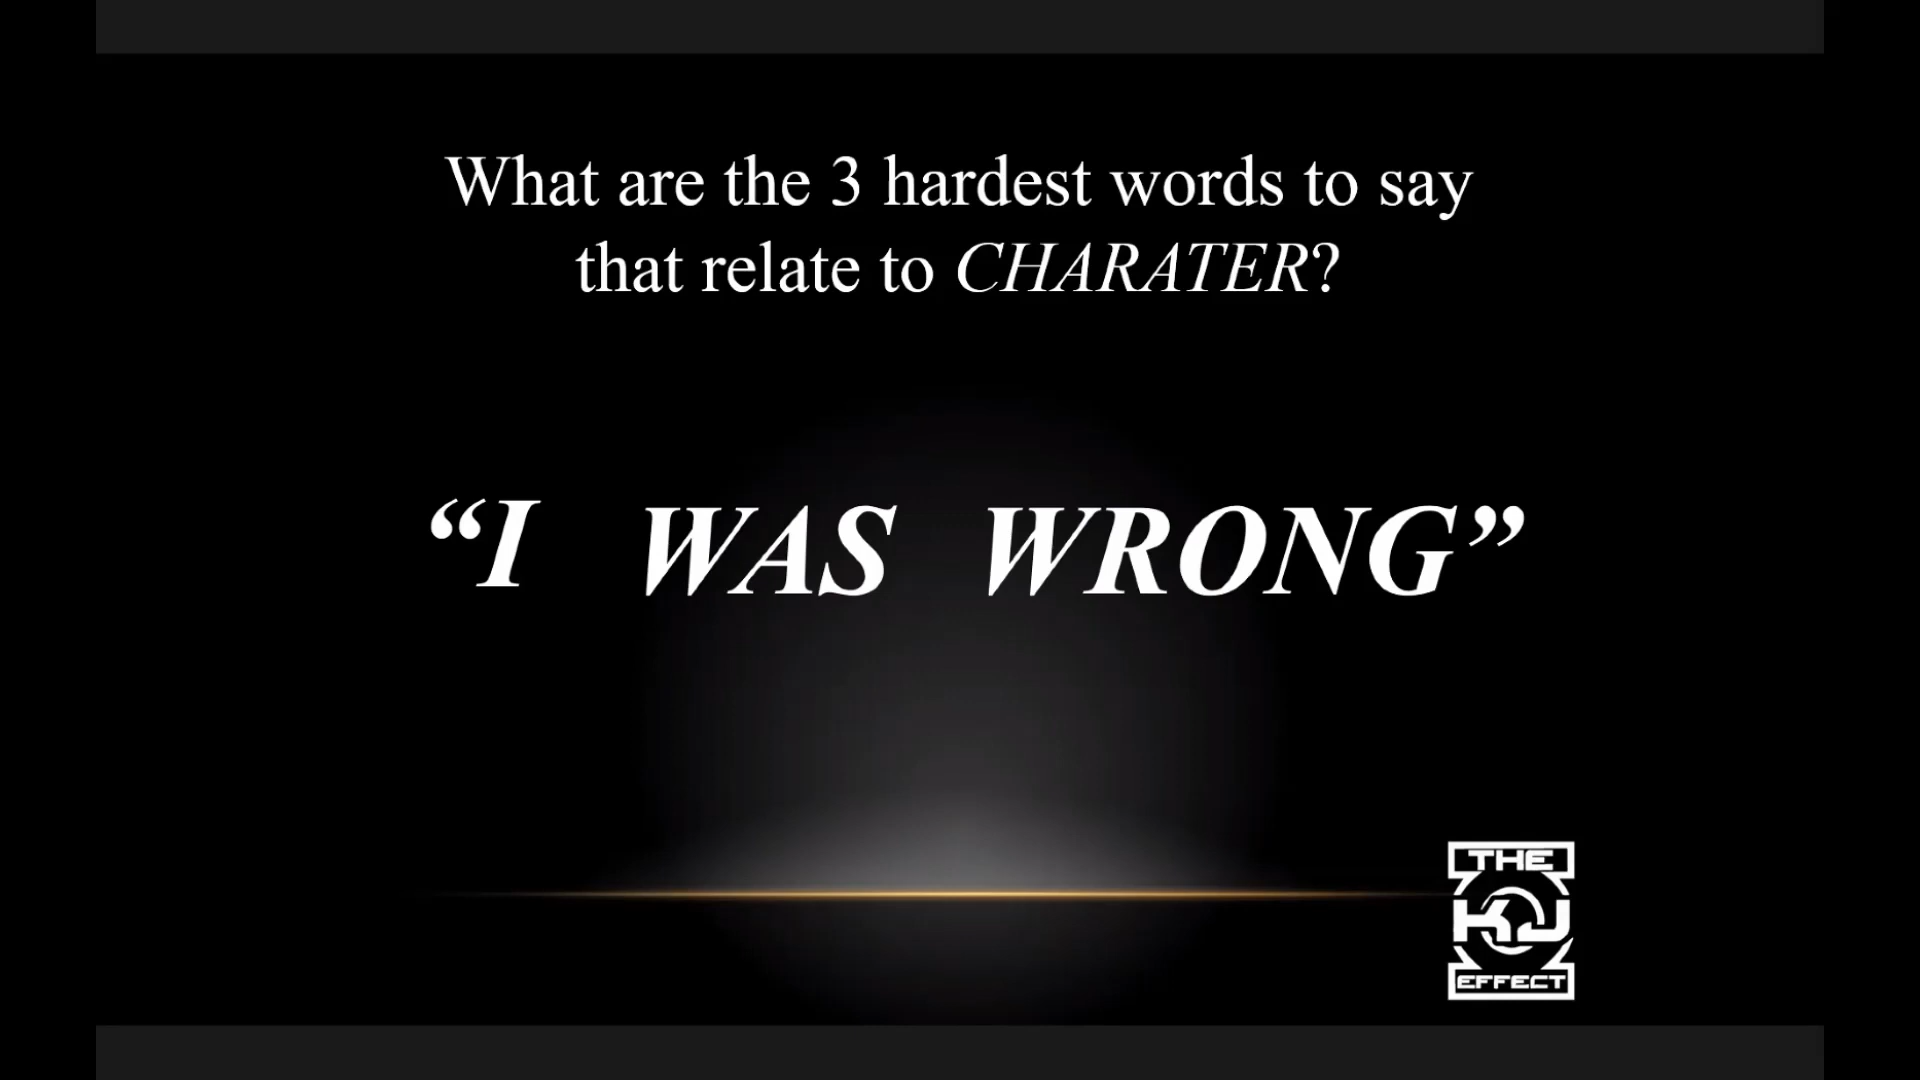 What are the 3 hardest words to say
that relate to CHARATER?
“I WAS WRONG”
THE
KJ
EFFECT